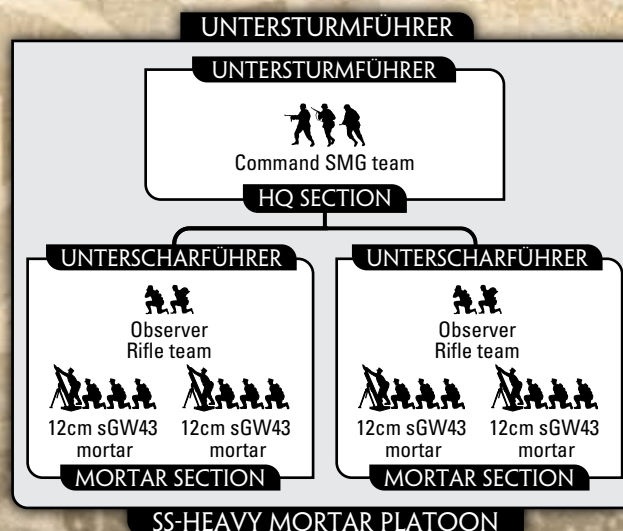 UNTERSTURMFÜHRER
UNTERSTURMFÜHRER
Command SMG team
HQ SECTION
UNTERSCHARFÜHRER
Observer
Rifle team
12cm sGW43
mortar
12cm sGW43
mortar
MORTAR SECTION
UNTERSCHARFÜHRER
Observer
Rifle team
12cm sGW43
mortar
12cm sGW43
mortar
MORTAR SECTION
SS-HEAVY MORTAR PLATOON